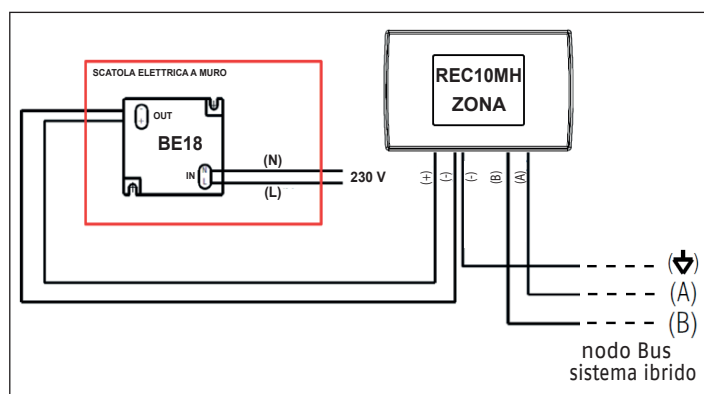 SCATOLA ELETTRICA A MURO
REC10MH
ZONA
-
+
OUT
BE18
IN
N
L
(N)
(L)
230 V
(+)
(-)
(-)
(B)
(A)
(A)
(B)
nodo Bus
sistema ibrido